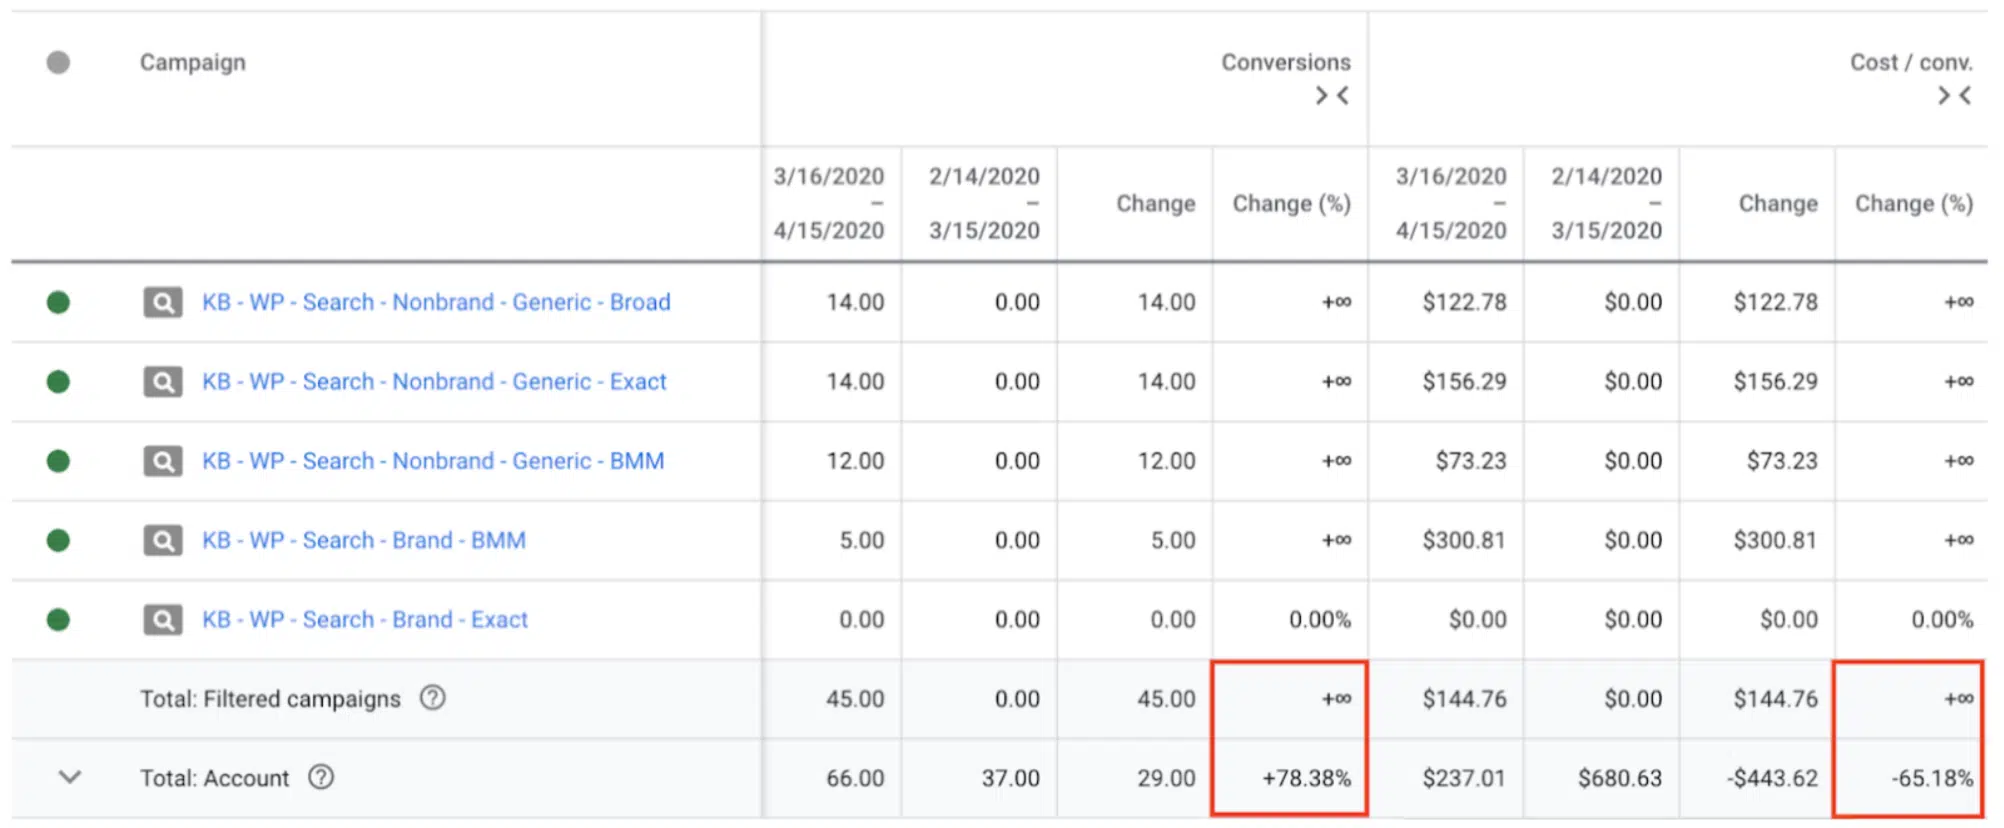 Campaign Conversions Cost / conv.
3/16/2020 – 4/15/2020 2/14/2020 – 3/15/2020 Change Change (%) 3/16/2020 – 4/15/2020 2/14/2020 – 3/15/2020 Change Change (%)
KB - WP - Search - Nonbrand - Generic - Broad 14.00 0.00 14.00 +∞ $122.78 $0.00 $122.78 +∞
KB - WP - Search - Nonbrand - Generic - Exact 14.00 0.00 14.00 +∞ $156.29 $0.00 $156.29 +∞
KB - WP - Search - Nonbrand - Generic - BMM 12.00 0.00 12.00 +∞ $73.23 $0.00 $73.23 +∞
KB - WP - Search - Brand - BMM 5.00 0.00 5.00 +∞ $300.81 $0.00 $300.81 +∞
KB - WP - Search - Brand - Exact 0.00 0.00 0.00 0.00% $0.00 $0.00 $0.00 0.00%
Total: Filtered campaigns ? 45.00 0.00 45.00 +∞ $144.76 $0.00 $144.76 +∞
Total: Account ? 66.00 37.00 29.00 +78.38% $237.01 $680.63 -$443.62 -65.18%